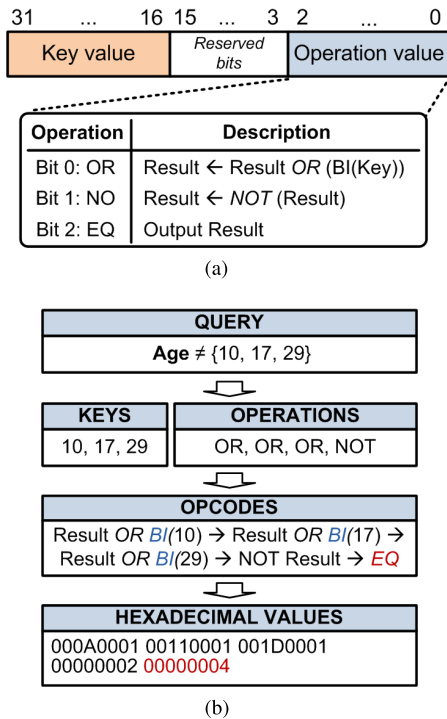 31 ... 16 15 ... 3 2 ... 0
Key value Reserved bits Operation value
Operation Description
Bit 0: OR Result ← Result OR (BI(Key))
Bit 1: NO Result ← NOT (Result)
Bit 2: EQ Output Result
(a)
QUERY
Age ≠ {10, 17, 29}
KEYS OPERATIONS
10, 17, 29 OR, OR, OR, NOT
OPCODES
Result OR BI(10) → Result OR BI(17) →
Result OR BI(29) → NOT Result → EQ
HEXADECIMAL VALUES
000A0001 00110001 001D0001
00000002 00000004
(b)